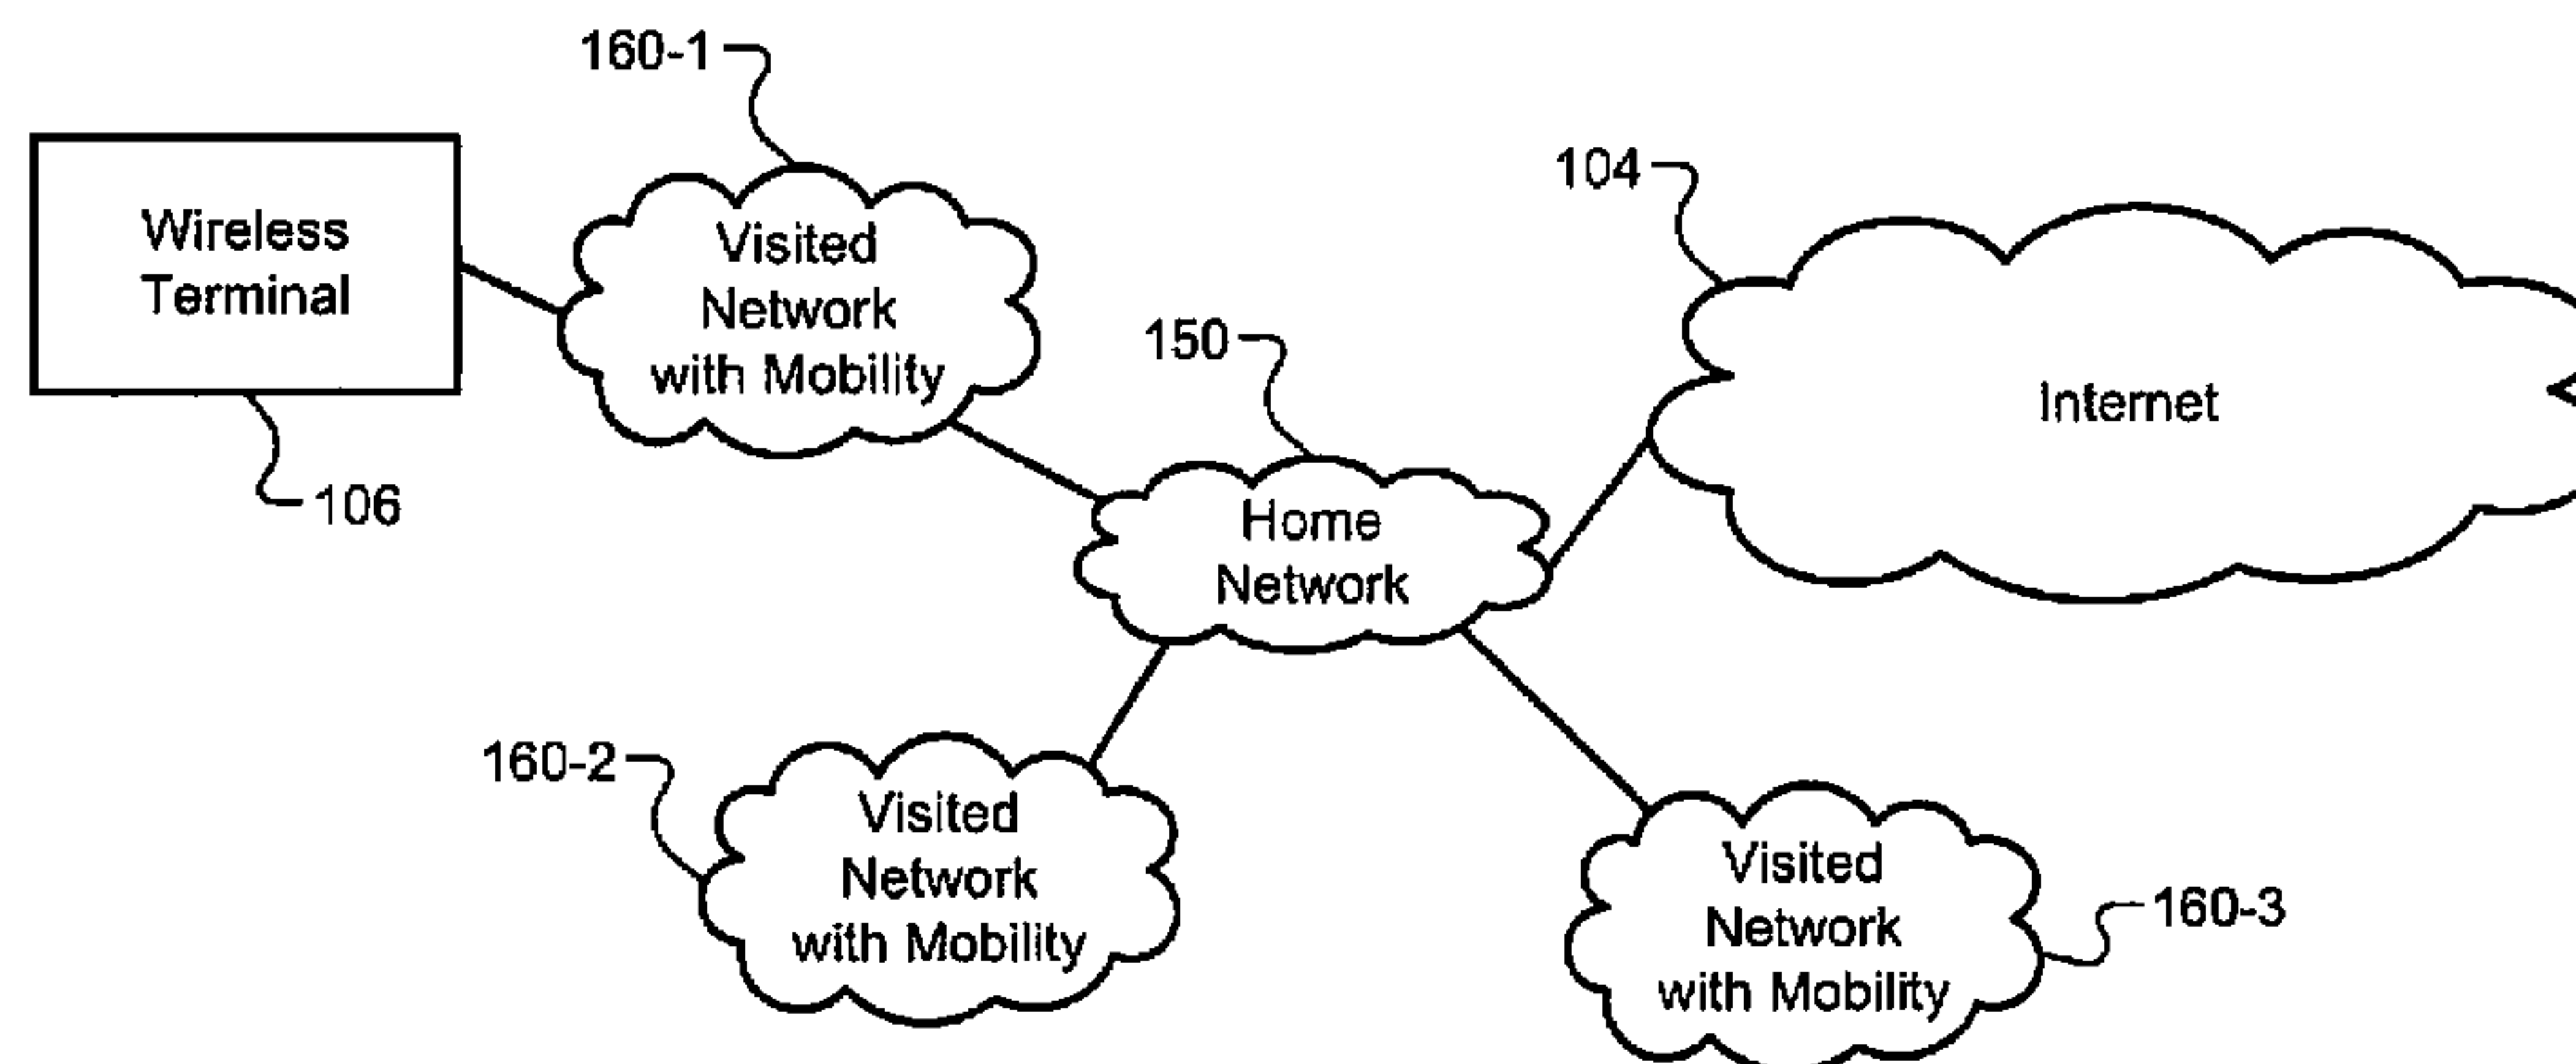 160-1
Wireless
Terminal
106
Visited
Network
with Mobility
104
Internet
150
Home
Network
160-2
Visited
Network
with Mobility
Visited
Network
with Mobility
160-3